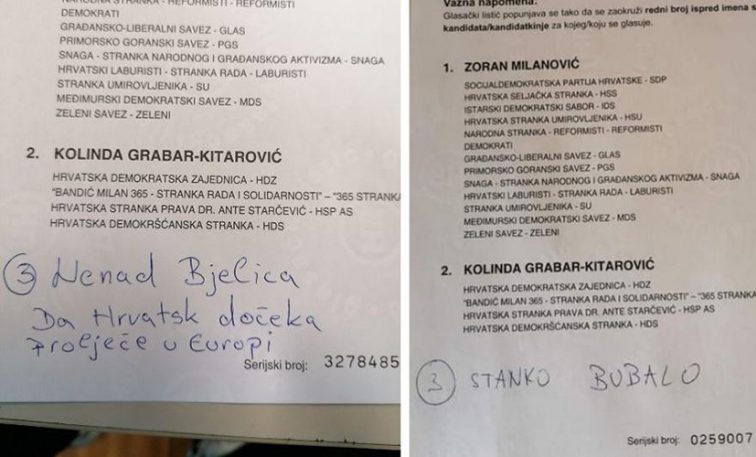 NARODNA STRANKA - REFORMISTI - REFORMISTI
DEMOKRATI
GRAĐANSKO-LIBERALNI SAVEZ - GLAS
PRIMORSKO GORANSKI SAVEZ - PGS
SNAGA - STRANKA NARODNOG I GRAĐANSKOG AKTIVIZMA - SNAGA
HRVATSKI LABURISTI - STRANKA RADA - LABURISTI
STRANKA UMIROVLJENIKA - SU
MEĐIMURSKI DEMOKRATSKI SAVEZ - MDS
ZELENI SAVEZ - ZELENI
2. KOLINDA GRABAR-KITAROVIĆ
HRVATSKA DEMOKRATSKA ZAJEDNICA - HDZ
"BANDIĆ MILAN 365 - STRANKA RADA I SOLIDARNOSTI" – "365 STRANKA
HRVATSKA STRANKA PRAVA DR. ANTE STARČEVIĆ - HSP AS
HRVATSKA DEMOKRŠĆANSKA STRANKA - HDS
3 Nenad Bjelica
Da Hrvatsk dočeka
Proljeće u Europi
Serijski broj: 3278485
Važna napomena:
Glasački listić popunjava se tako da se zaokruži redni broj ispred imena
kandidata/kandidatkinje za kojeg/koju se glasuje.
1. ZORAN MILANOVIĆ
SOCIJALDEMOKRATSKA PARTIJA HRVATSKE - SDP
HRVATSKA SELJAČKA STRANKA - HSS
ISTARSKI DEMOKRATSKI SABOR - IDS
HRVATSKA STRANKA UMIROVLJENIKA - HSU
NARODNA STRANKA - REFORMISTI - REFORMISTI
DEMOKRATI
GRAĐANSKO-LIBERALNI SAVEZ - GLAS
PRIMORSKO GORANSKI SAVEZ - PGS
SNAGA - STRANKA NARODNOG I GRAĐANSKOG AKTIVIZMA - SNAGA
HRVATSKI LABURISTI - STRANKA RADA - LABURISTI
STRANKA UMIROVLJENIKA - SU
MEĐIMURSKI DEMOKRATSKI SAVEZ - MDS
ZELENI SAVEZ - ZELENI
2. KOLINDA GRABAR-KITAROVIĆ
HRVATSKA DEMOKRATSKA ZAJEDNICA - HDZ
"BANDIĆ MILAN 365 - STRANKA RADA I SOLIDARNOSTI" – "365 STRANKA
HRVATSKA STRANKA PRAVA DR. ANTE STARČEVIĆ - HSP AS
HRVATSKA DEMOKRŠĆANSKA STRANKA - HDS
3 STANKO BUBALO
Serijski broj: 0259007